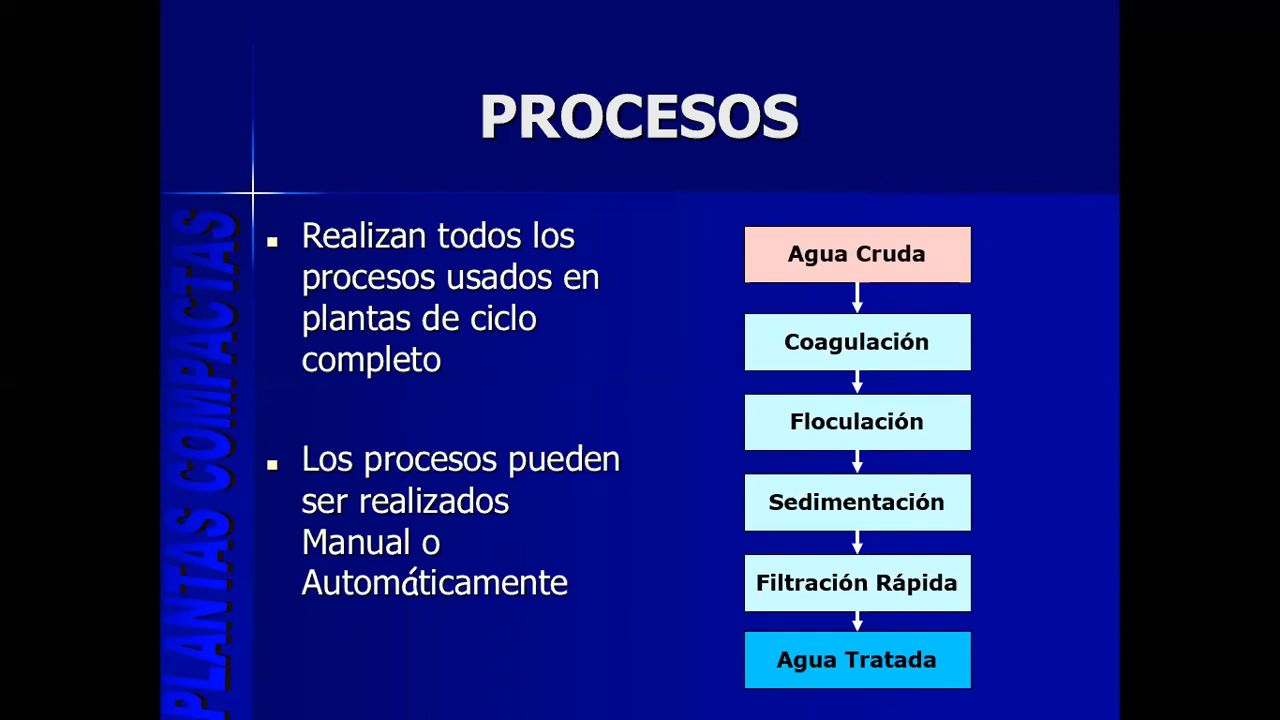 PROCESOS
PLANTAS COMPACTAS
Realizan todos los
procesos usados en
plantas de ciclo
completo
Los procesos pueden
ser realizados
Manual o
Automáticamente
Agua Cruda
Coagulación
Floculación
Sedimentación
Filtración Rápida
Agua Tratada